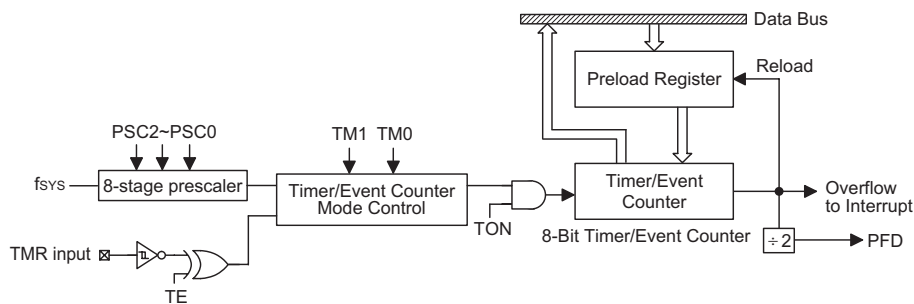 Data Bus
Preload Register
Reload
PSC2~PSC0
TM1 TM0
fSYS
8-stage prescaler
Timer/Event Counter
Mode Control
TON
Timer/Event
Counter
8-Bit Timer/Event Counter
Overflow
to Interrupt
÷2
PFD
TMR input
TE